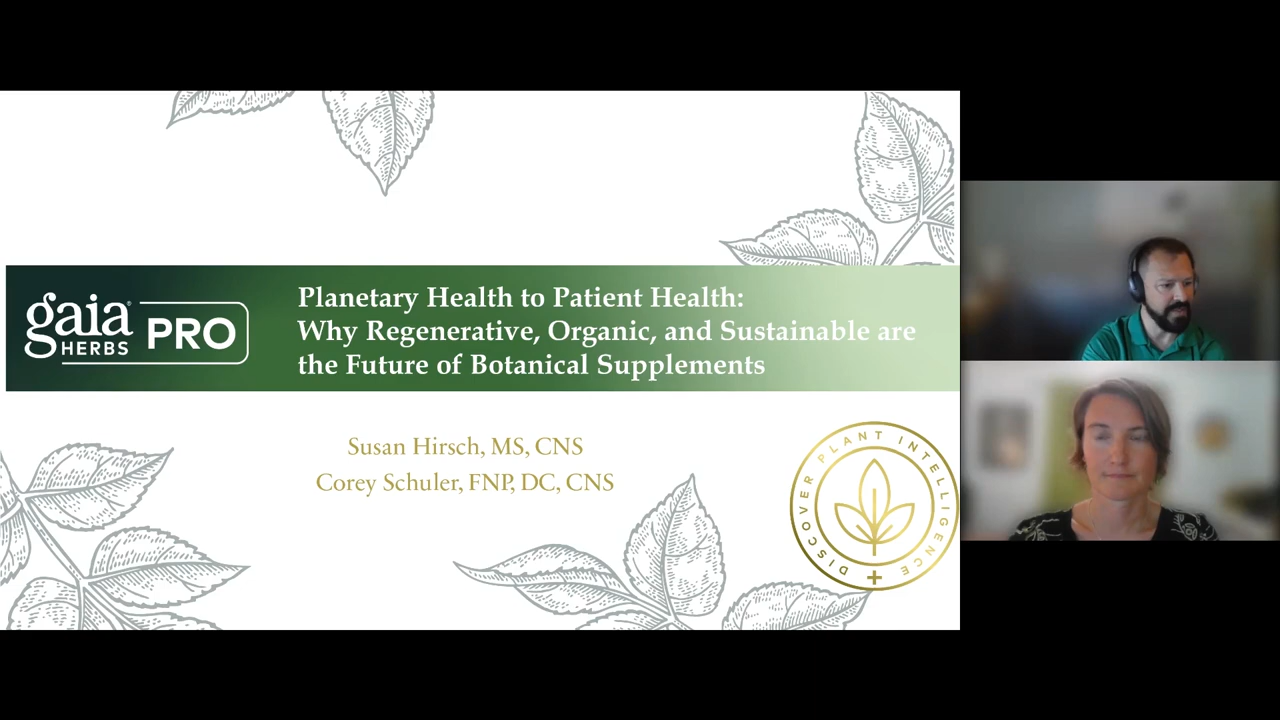 gaia®
HERBS
PRO
Planetary Health to Patient Health:
Why Regenerative, Organic, and Sustainable are
the Future of Botanical Supplements
Susan Hirsch, MS, CNS
Corey Schuler, FNP, DC, CNS
DISCOVER PLANT INTELLIGENCE